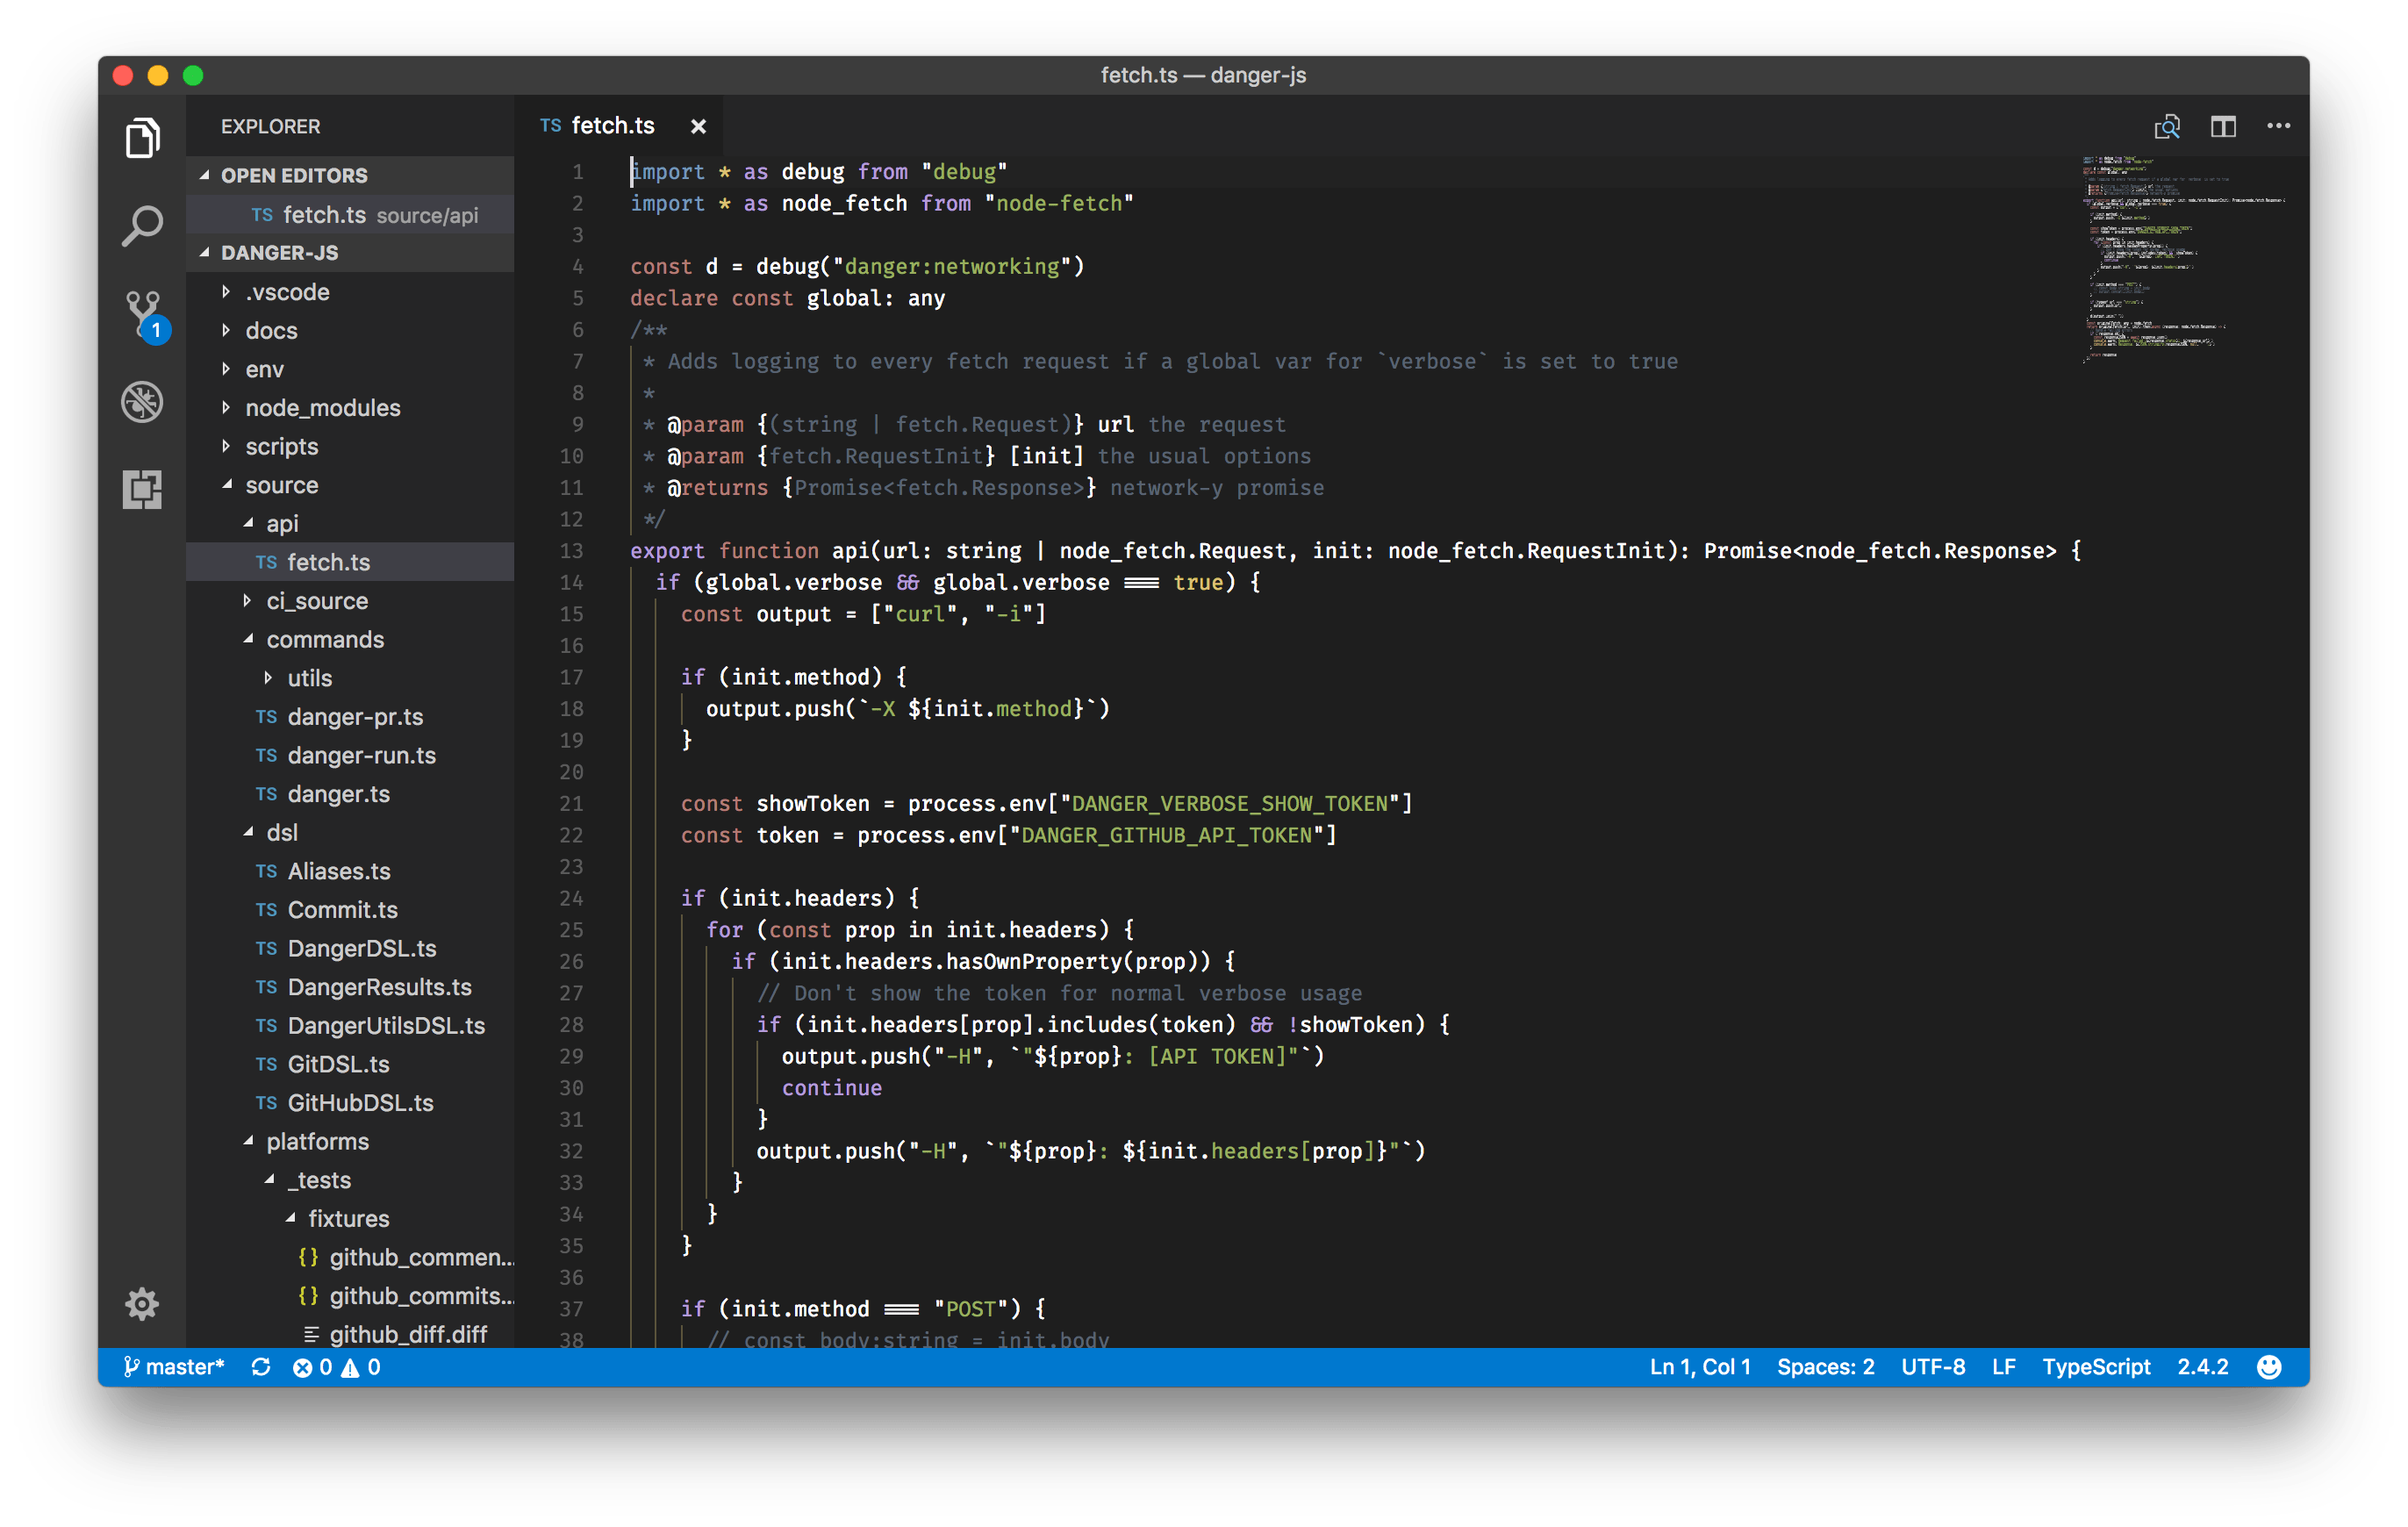 fetch.ts — danger-js
EXPLORER
OPEN EDITORS
TS fetch.ts source/api
DANGER-JS
.vscode
docs
env
node_modules
scripts
source
api
TS fetch.ts
ci_source
commands
utils
TS danger-pr.ts
TS danger-run.ts
TS danger.ts
dsl
TS Aliases.ts
TS Commit.ts
TS DangerDSL.ts
TS DangerResults.ts
TS DangerUtilsDSL.ts
TS GitDSL.ts
TS GitHubDSL.ts
platforms
_tests
fixtures
{} github_commen...
{} github_commits...
github_diff.diff
1
TS fetch.ts ×
1 import * as debug from "debug"
2 import * as node_fetch from "node-fetch"
3
4 const d = debug("danger:networking")
5 declare const global: any
6 /**
7 * Adds logging to every fetch request if a global var for `verbose` is set to true
8 *
9 * @param {(string | fetch.Request)} url the request
10 * @param {fetch.RequestInit} [init] the usual options
11 * @returns {Promise<fetch.Response>} network-y promise
12 */
13 export function api(url: string | node_fetch.Request, init: node_fetch.RequestInit): Promise<node_fetch.Response> {
14 if (global.verbose && global.verbose === true) {
15 const output = ["curl", "-i"]
16
17 if (init.method) {
18 output.push(`-X ${init.method}`)
19 }
20
21 const showToken = process.env["DANGER_VERBOSE_SHOW_TOKEN"]
22 const token = process.env["DANGER_GITHUB_API_TOKEN"]
23
24 if (init.headers) {
25 for (const prop in init.headers) {
26 if (init.headers.hasOwnProperty(prop)) {
27 // Don't show the token for normal verbose usage
28 if (init.headers[prop].includes(token) && !showToken) {
29 output.push("-H", `"${prop}: [API TOKEN]"`)
30 continue
31 }
32 output.push("-H", `"${prop}: ${init.headers[prop]}"`)
33 }
34 }
35 }
36
37 if (init.method === "POST") {
38 // const body:string = init.body
master* 0 0
Ln 1, Col 1 Spaces: 2 UTF-8 LF TypeScript 2.4.2